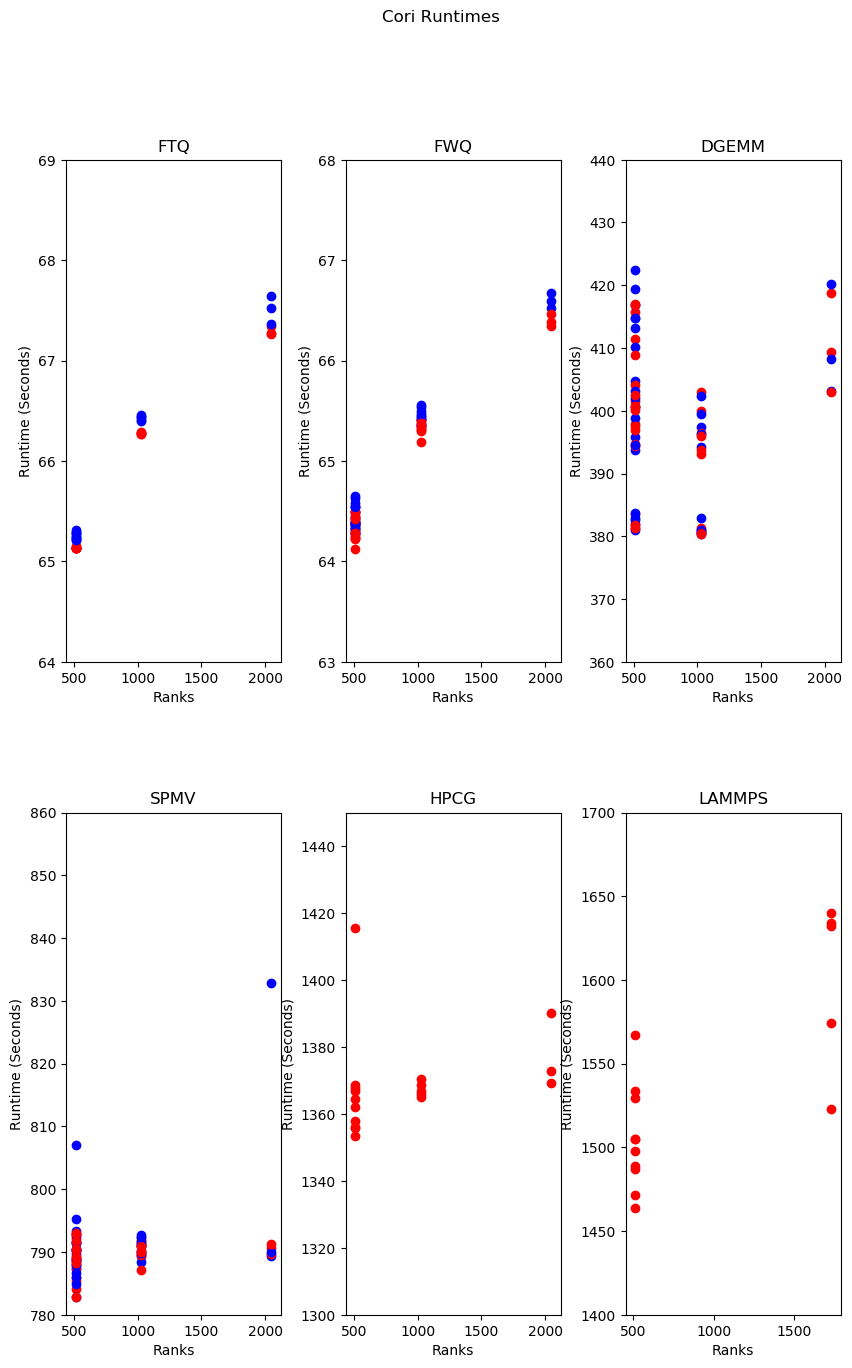 Cori Runtimes
FTQ
69
68
67
66
65
64
Runtime (Seconds)
500 1000 1500 2000
Ranks
FWQ
68
67
66
65
64
63
Runtime (Seconds)
500 1000 1500 2000
Ranks
DGEMM
440
430
420
410
400
390
380
370
360
Runtime (Seconds)
500 1000 1500 2000
Ranks
SPMV
860
850
840
830
820
810
800
790
780
Runtime (Seconds)
500 1000 1500 2000
Ranks
HPCG
1440
1420
1400
1380
1360
1340
1320
1300
Runtime (Seconds)
500 1000 1500 2000
Ranks
LAMMPS
1700
1650
1600
1550
1500
1450
1400
Runtime (Seconds)
500 1000 1500
Ranks